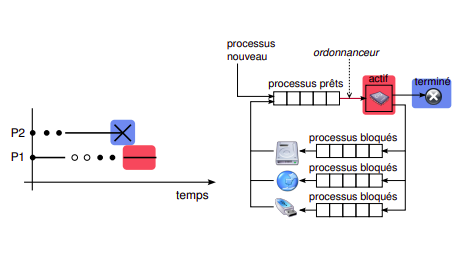 processus
nouveau
ordonnanceur
processus prêts
actif
terminé
P2
P1
temps
processus bloqués
processus bloqués
processus bloqués